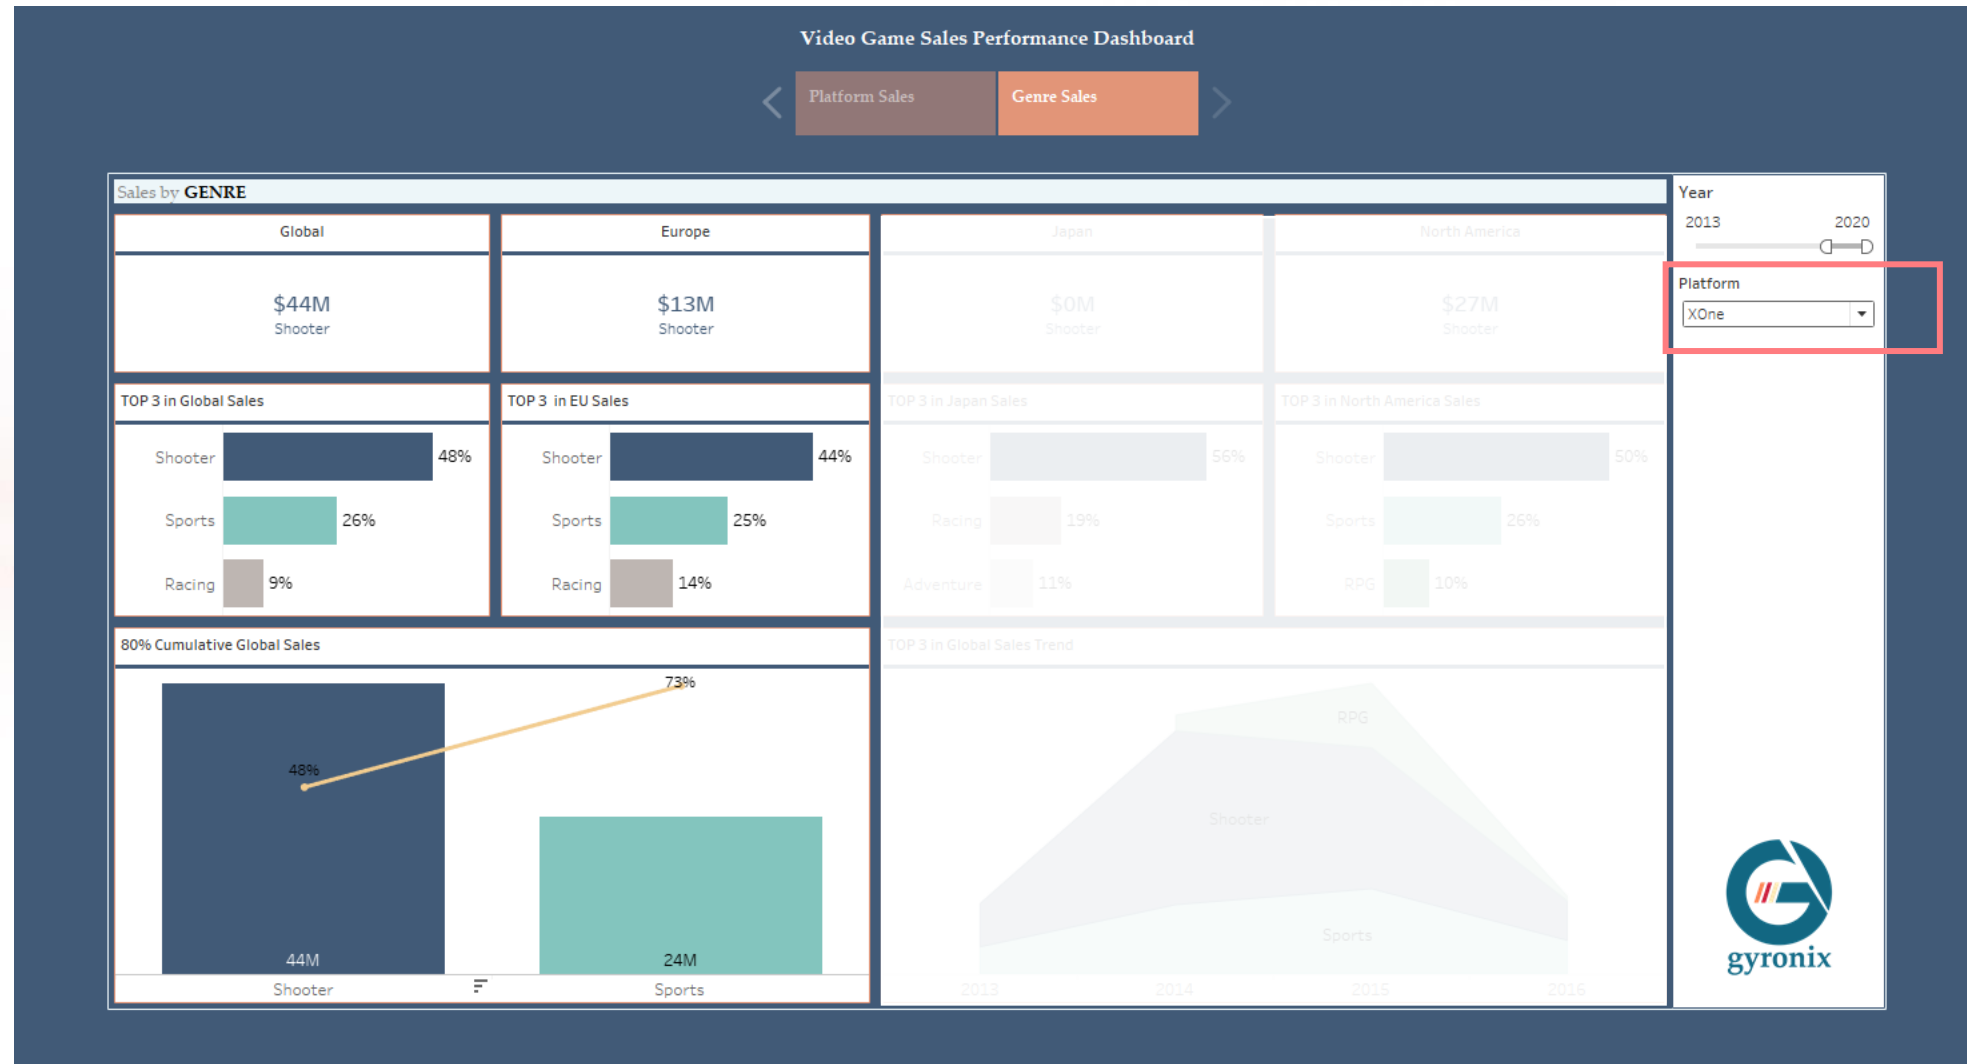 Video Game Sales Performance Dashboard
Platform Sales
Genre Sales
Sales by GENRE
Global
Europe
Japan
North America
$44M
Shooter
$13M
Shooter
$0M
Shooter
$27M
Shooter
TOP 3 in Global Sales
TOP 3 in EU Sales
TOP 3 in Japan Sales
TOP 3 in North America Sales
Shooter 48%
Sports 26%
Racing 9%
Shooter 44%
Sports 25%
Racing 14%
Shooter 56%
Racing 19%
Adventure 11%
Shooter 50%
Sports 26%
RPG 10%
80% Cumulative Global Sales
48%
73%
44M
24M
Shooter
Sports
TOP 3 in Global Sales Trend
RPG
Shooter
Sports
2013
2014
2015
2016
Year
2013 2020
Platform
XOne
gyronix